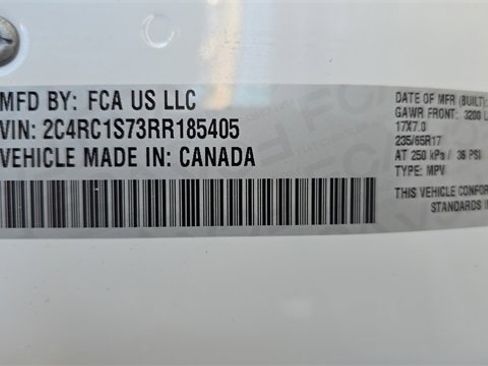 MFD BY: FCA US LLC
VIN: 2C4RC1S73RR185405
VEHICLE MADE IN: CANADA
DATE OF MFR (BUILT):
GAWR FRONT: 3200 L
17X7.0
235/65R17
AT 250 kPa / 36 PSI
TYPE: MPV
THIS VEHICLE CONFOR
STANDARDS IN